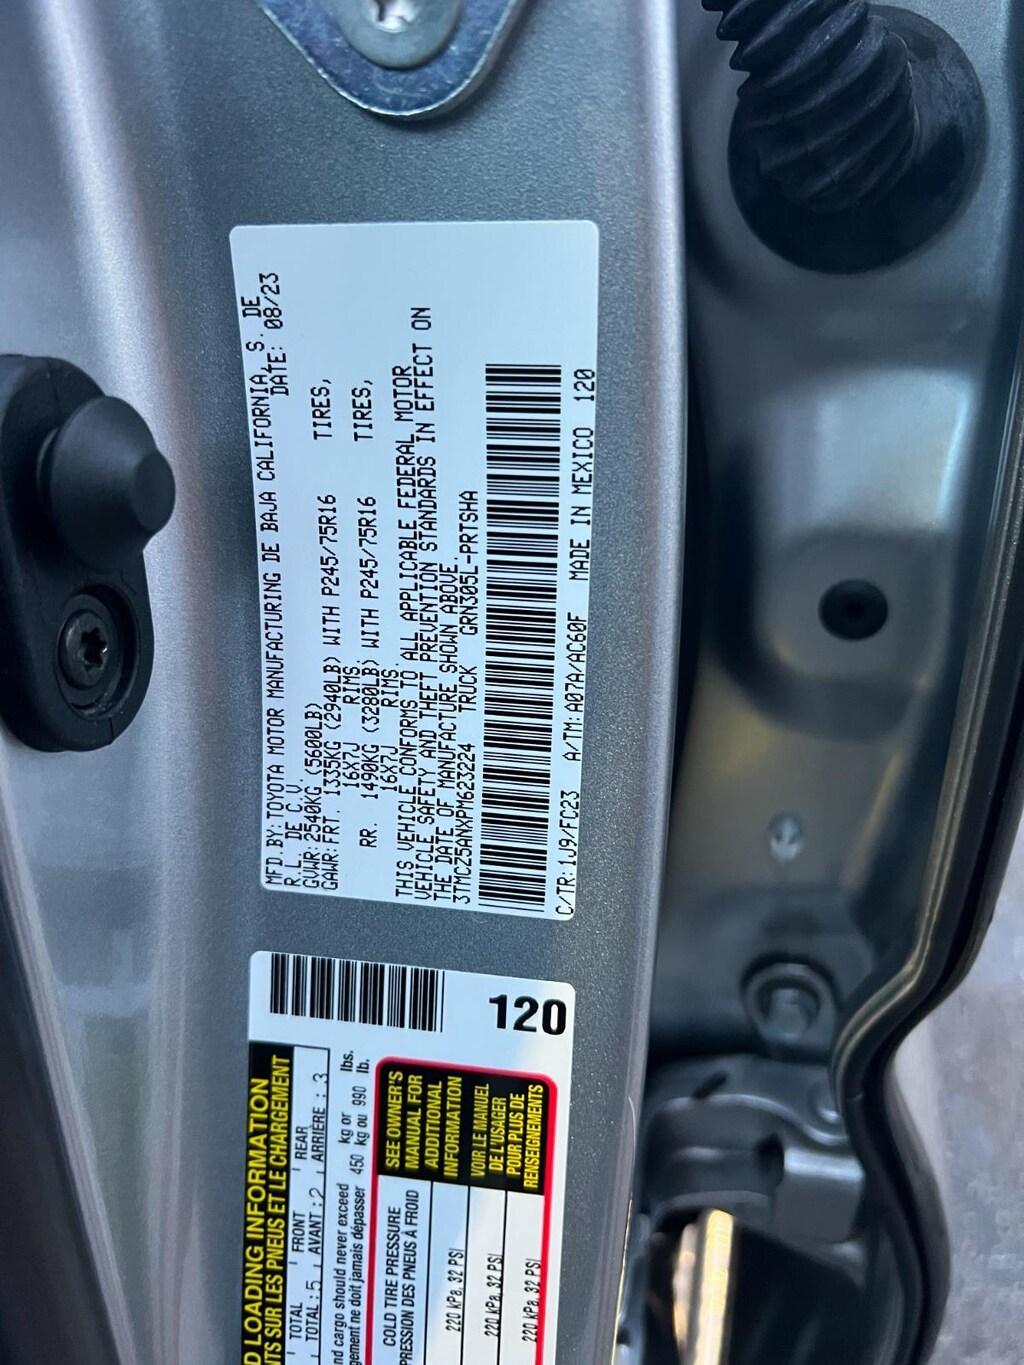 MFD.BY:TOYOTA MOTOR MANUFACTURING DE BAJA CALIFORNIA, S. DE
R.L. DE C.V. DATE: 08/23
GVWR:2540KG (5600LB)
GAWR:FRT. 1335KG (2940LB) WITH P245/75R16 TIRES,
16X7J RIMS.
RR. 1490KG (3280LB) WITH P245/75R16 TIRES,
16X7J RIMS.
THIS VEHICLE CONFORMS TO ALL APPLICABLE FEDERAL MOTOR
VEHICLE SAFETY AND THEFT PREVENTION STANDARDS IN EFFECT ON
THE DATE OF MANUFACTURE SHOWN ABOVE.
3TMCZ5ANXPM623224 TRUCK GRN305L-PRTSHA
C/TR:1J9/FC23 A/TM:A07A/AC60F MADE IN MEXICO 120
120
LOADING INFORMATION
SUR LES PNEUS ET LE CHARGEMENT
TOTAL FRONT REAR
TOTAL : 5 AVANT : 2 ARRIÈRE : 3
and cargo should never exceed 450 kg or 990 lbs.
ne doit jamais dépasser kg ou lb.
COLD TIRE PRESSURE
PRESSION DES PNEUS À FROID
220 kPa, 32 PSI
220 kPa, 32 PSI
220 kPa, 32 PSI
SEE OWNER'S
MANUAL FOR
ADDITIONAL
INFORMATION
VOIR LE MANUEL
DE L'USAGER
POUR PLUS DE
RENSEIGNEMENTS